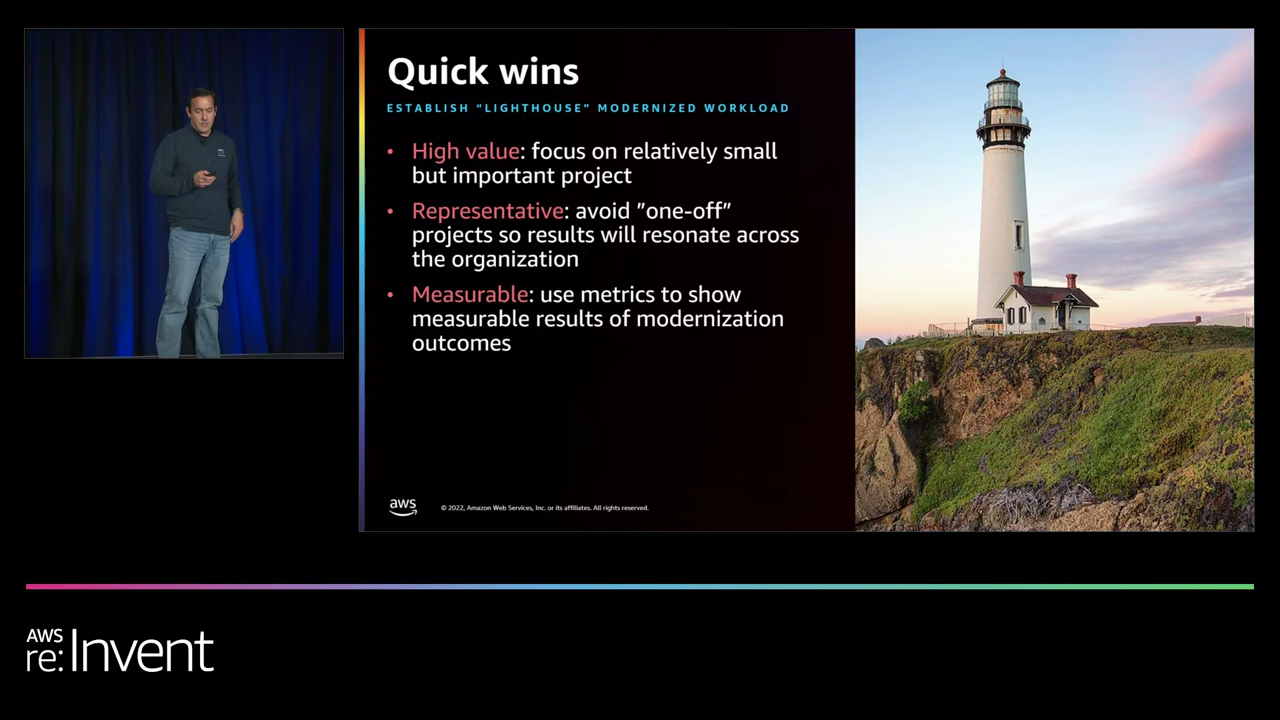 Quick wins
ESTABLISH “LIGHTHOUSE” MODERNIZED WORKLOAD
• High value: focus on relatively small
but important project
• Representative: avoid ”one-off”
projects so results will resonate across
the organization
• Measurable: use metrics to show
measurable results of modernization
outcomes
aws
© 2022, Amazon Web Services, Inc. or its affiliates. All rights reserved.
AWS
re:Invent